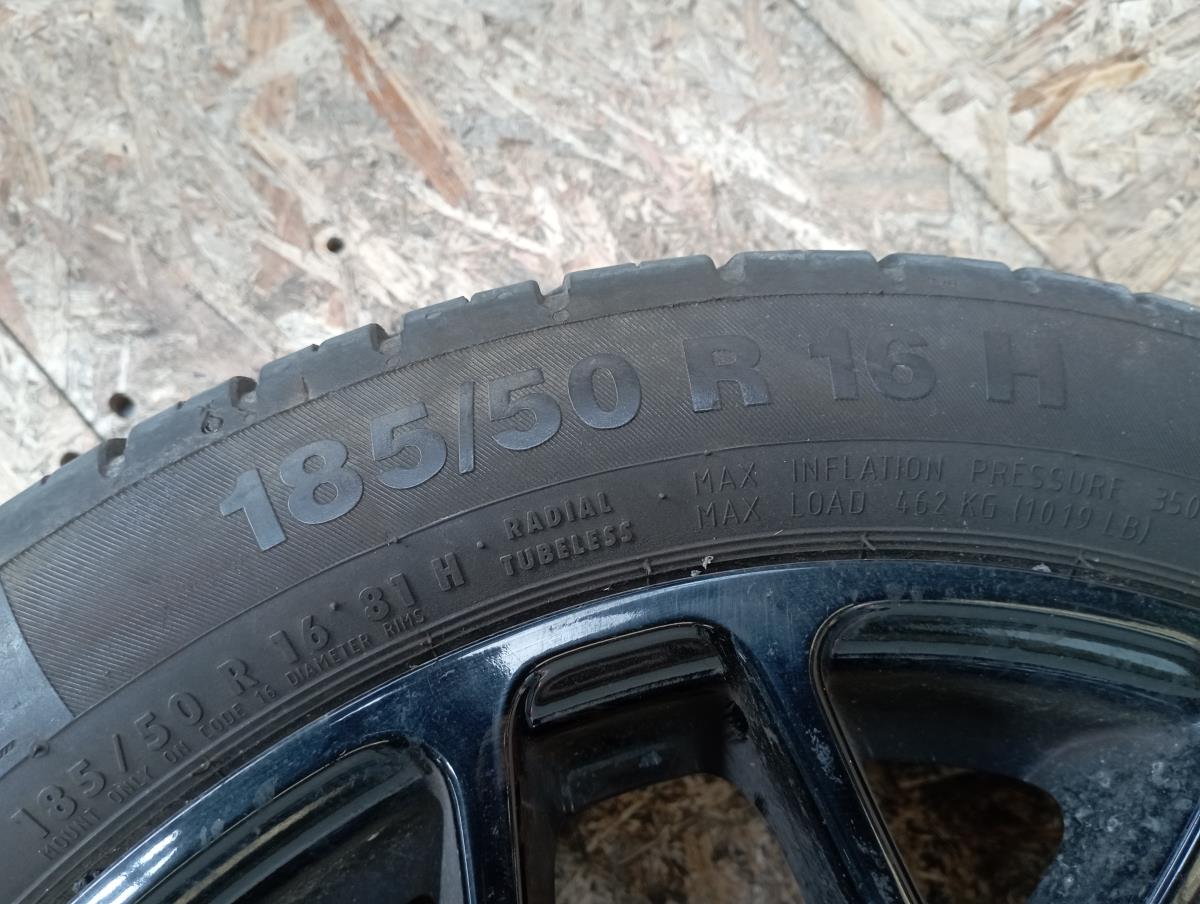 185/50 R 16 H
185/50 R 16 81 H · RADIAL
TUBELESS
MOUNT ONLY ON CODE 16 DIAMETER RIMS
· MAX INFLATION PRESSURE 350
MAX LOAD 462 KG (1019 LB)